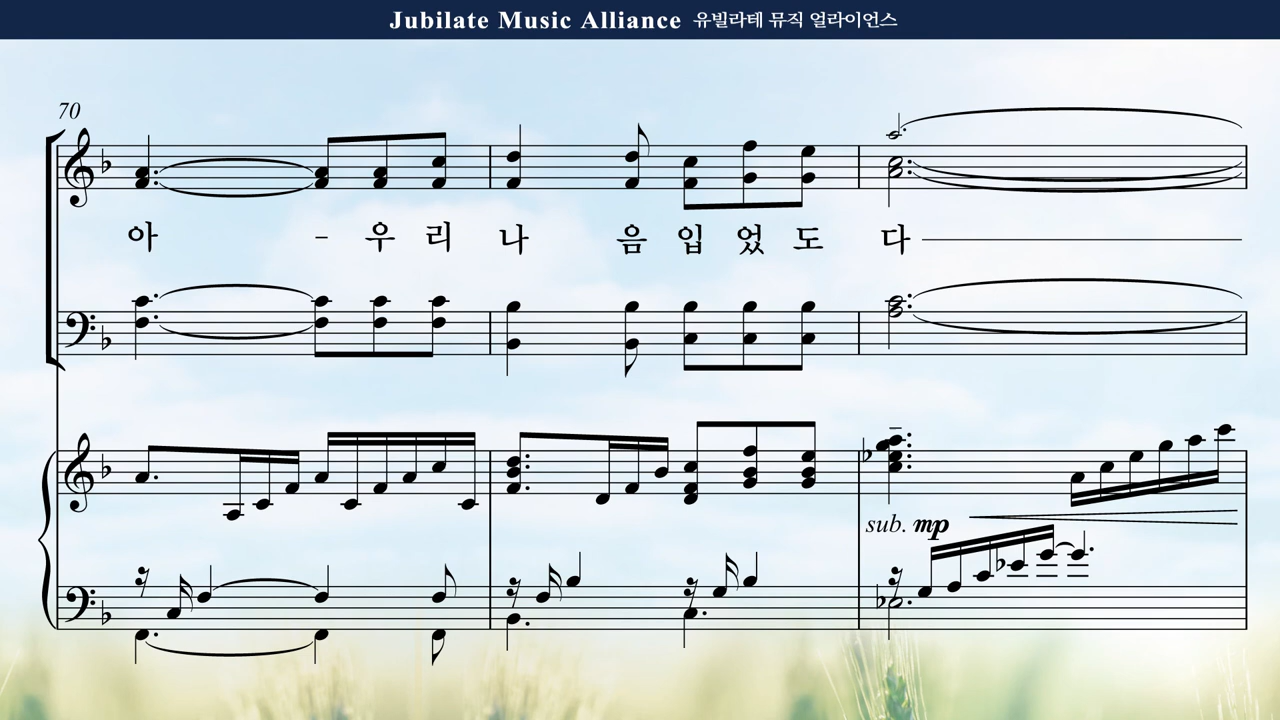 Jubilate Music Alliance 유빌라테 뮤직 얼라이언스
70
아 - 우 리 나 음 입 었 도 다
sub. mp